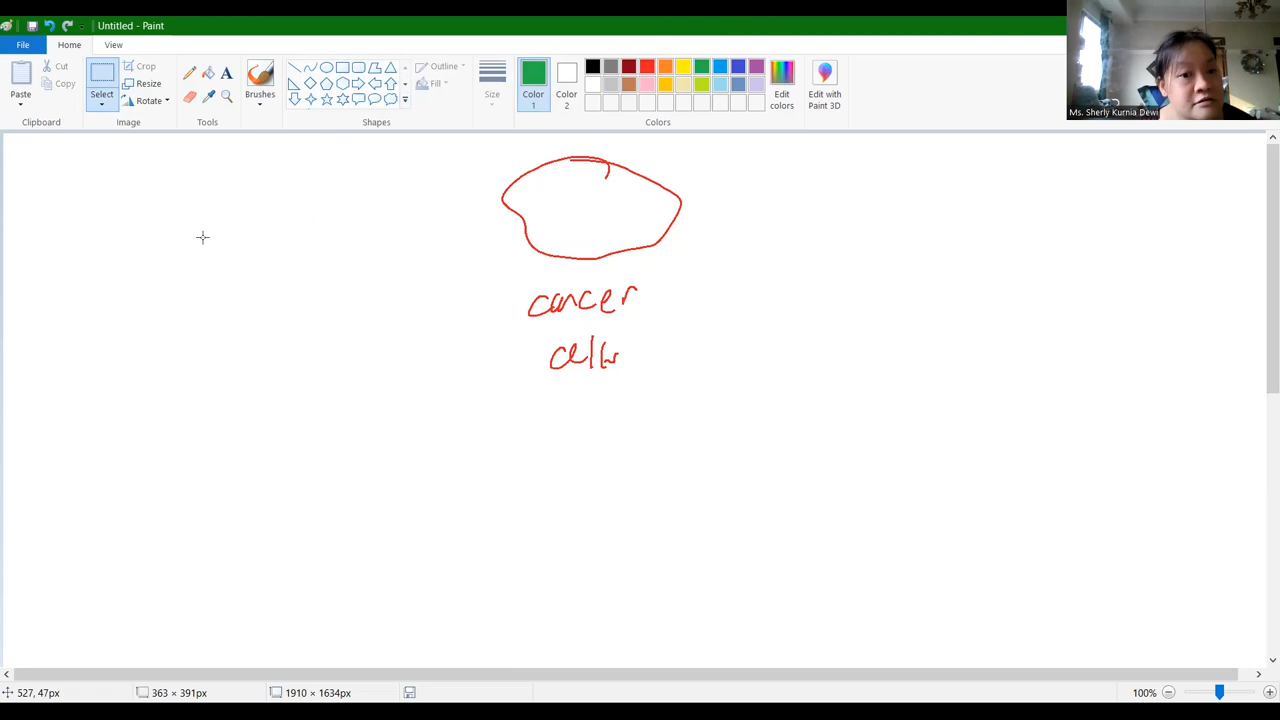 Untitled - Paint
File Home View
Cut
Copy
Paste
Clipboard
Select
Crop
Resize
Rotate
Image
Tools
Brushes
Shapes
Outline
Fill
Size
Color 1
Color 2
Edit colors
Edit with Paint 3D
Colors
Ms. Sherly Kurnia Dewi
cancer
cells
527, 47px
363 × 391px
1910 × 1634px
100%